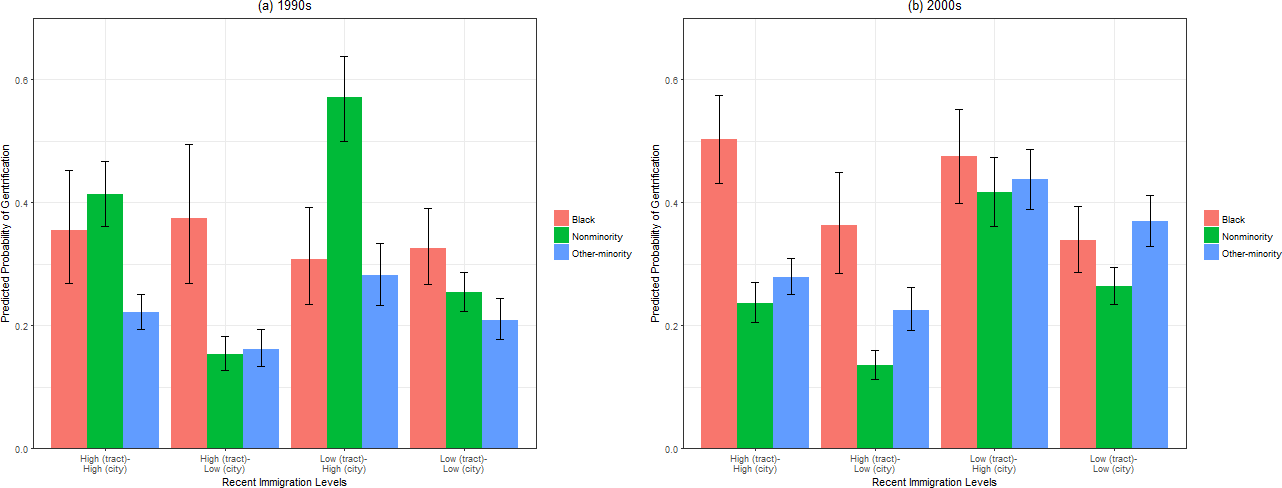 (a) 1990s
Predicted Probability of Gentrification
0.6
0.4
0.2
0.0
High (tract)-
High (city)
High (tract)-
Low (city)
Low (tract)-
High (city)
Low (tract)-
Low (city)
Recent Immigration Levels
Black
Nonminority
Other-minority
(b) 2000s
Predicted Probability of Gentrification
0.6
0.4
0.2
0.0
High (tract)-
High (city)
High (tract)-
Low (city)
Low (tract)-
High (city)
Low (tract)-
Low (city)
Recent Immigration Levels
Black
Nonminority
Other-minority